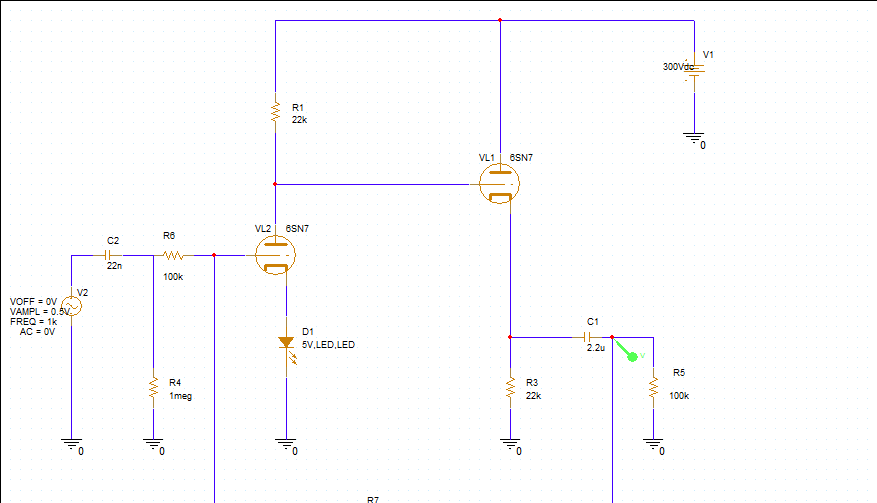 V1
300Vdc
0
R1
22k
VL1 6SN7
VL2 6SN7
C2
22n
R6
100k
V2
VOFF = 0V
VAMPL = 0.5V
FREQ = 1k
AC = 0V
D1
5V,LED,LED
C1
2.2u
V
R4
1meg
R3
22k
R5
100k
0
0
0
0
0
R7